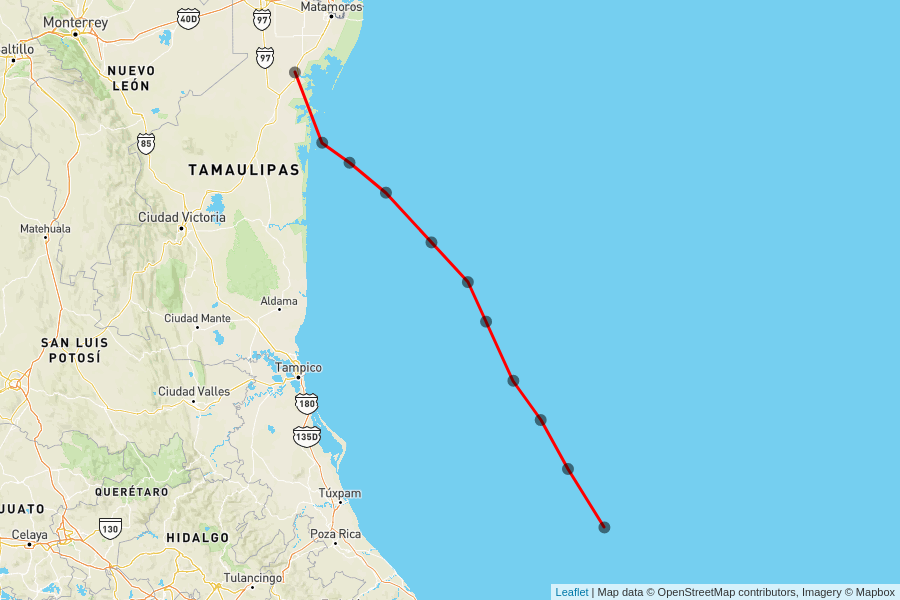 Matamoros
Monterrey
40D
97
altillo
97
NUEVO
LEÓN
85
TAMAULIPAS
Ciudad Victoria
Matehuala
Aldama
Ciudad Mante
SAN LUIS
POTOSÍ
Tampico
Ciudad Valles
180
135D
QUERÉTARO
Túxpam
JUATO
130
Celaya
HIDALGO
Poza Rica
Tulancingo
Leaflet | Map data © OpenStreetMap contributors, Imagery © Mapbox